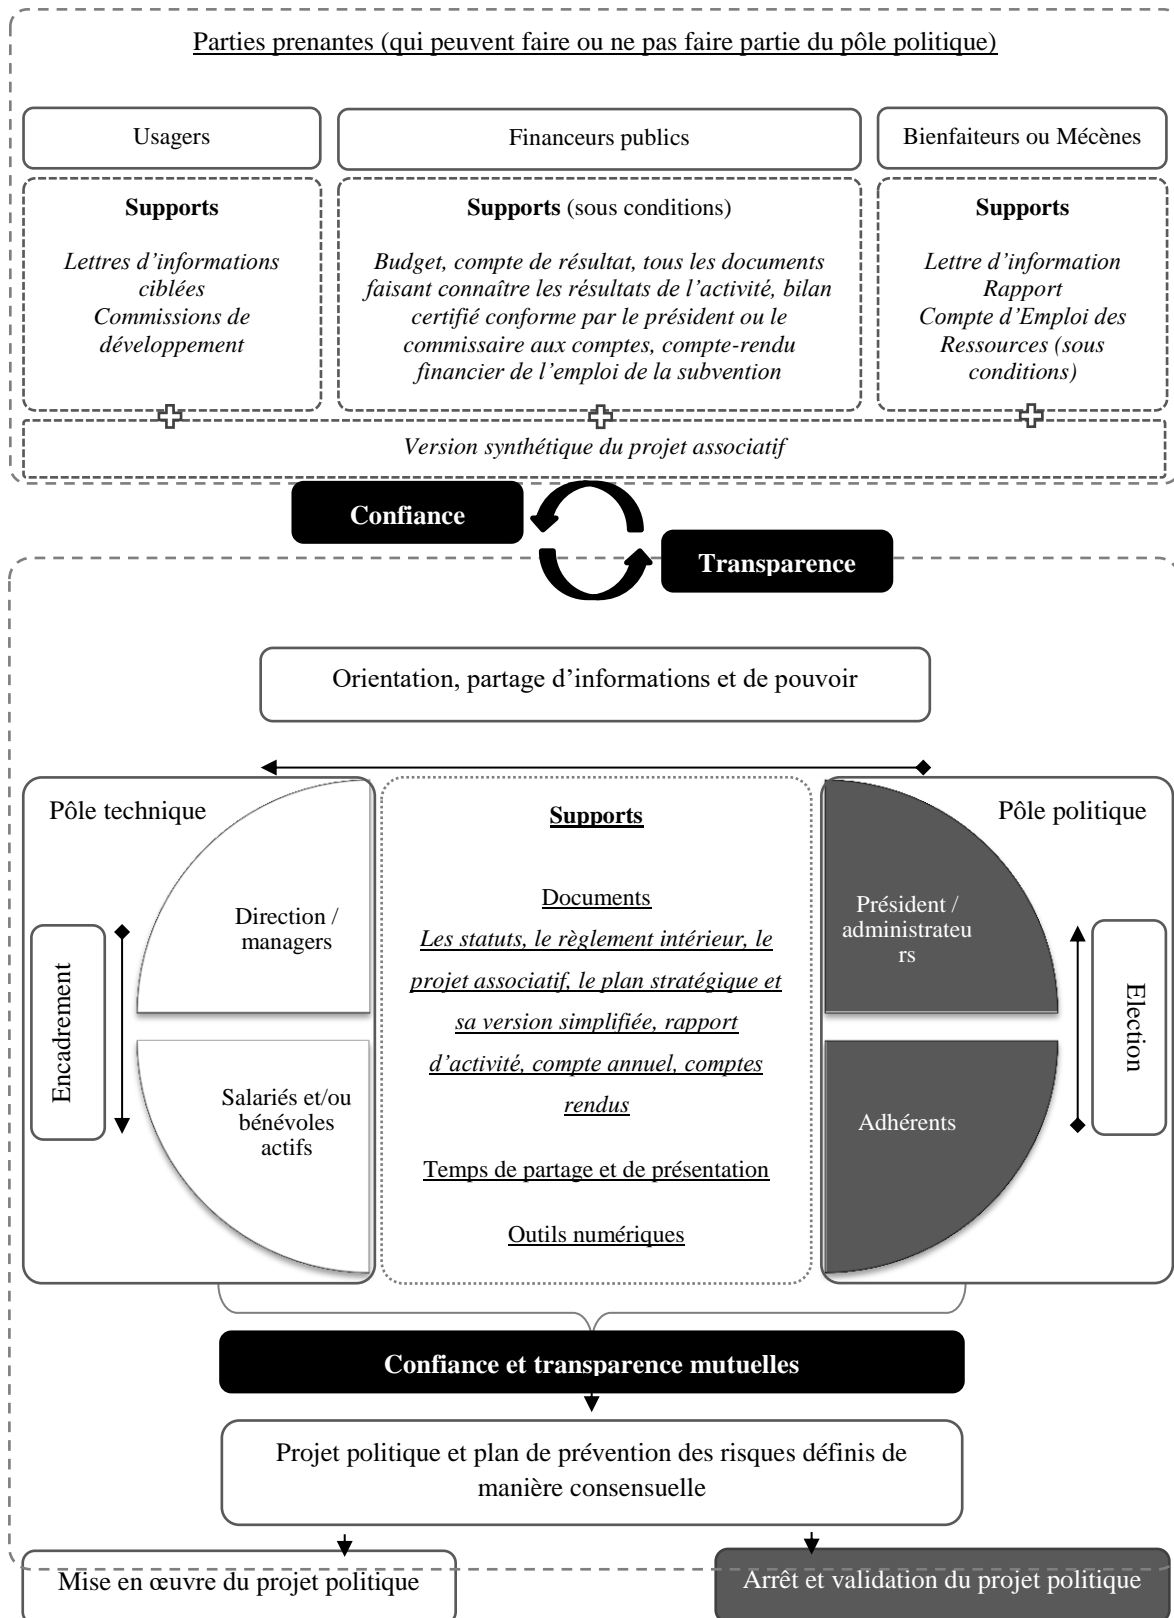 Parties prenantes (qui peuvent faire ou ne pas faire partie du pôle politique)
Usagers
Financeurs publics
Bienfaiteurs ou Mécènes
Supports
Lettres d’informations
ciblées
Commissions de
développement
Supports (sous conditions)
Budget, compte de résultat, tous les documents
faisant connaître les résultats de l’activité, bilan
certifié conforme par le président ou le
commissaire aux comptes, compte-rendu
financier de l’emploi de la subvention
Supports
Lettre d’information
Rapport
Compte d’Emploi des
Ressources (sous
conditions)
Version synthétique du projet associatif
Confiance
Transparence
Orientation, partage d’informations et de pouvoir
Pôle technique
Encadrement
Direction /
managers
Salariés et/ou
bénévoles
actifs
Supports
Documents
Les statuts, le règlement intérieur, le
projet associatif, le plan stratégique et
sa version simplifiée, rapport
d’activité, compte annuel, comptes
rendus
Temps de partage et de présentation
Outils numériques
Pôle politique
Président /
administrateu
rs
Adhérents
Election
Confiance et transparence mutuelles
Projet politique et plan de prévention des risques définis de
manière consensuelle
Mise en œuvre du projet politique
Arrêt et validation du projet politique